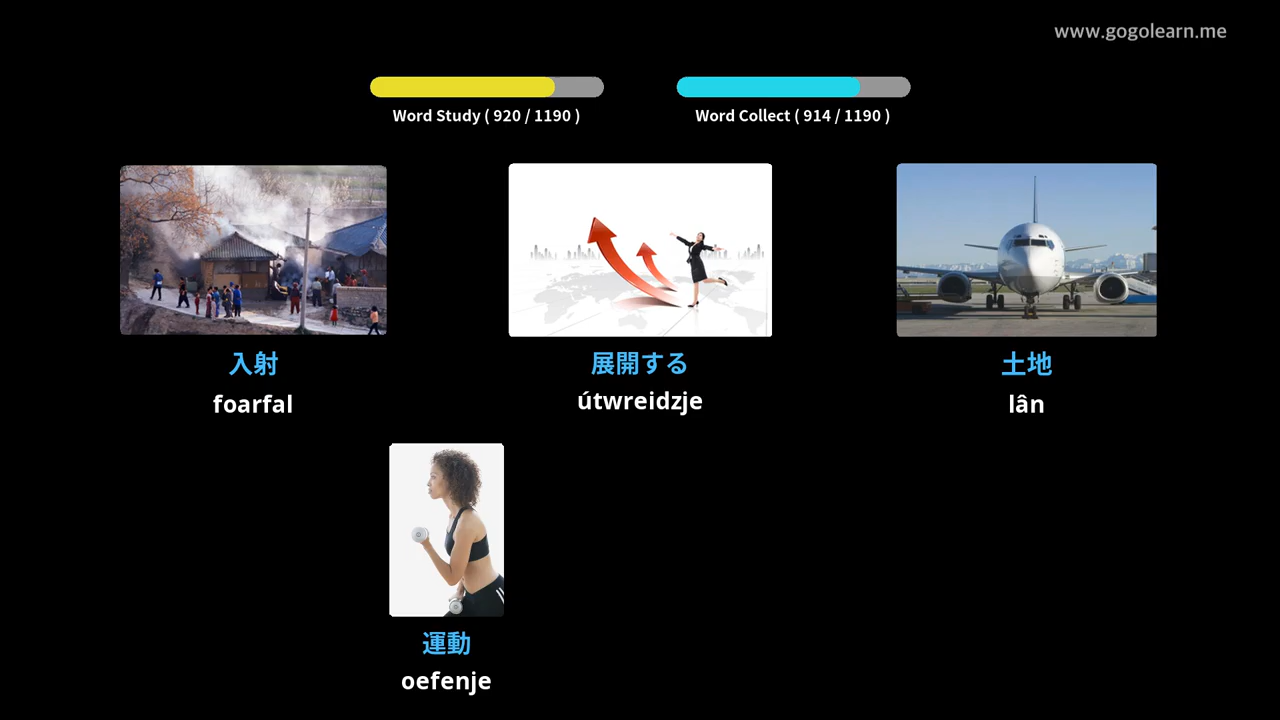 www.gogolearn.me
Word Study ( 920 / 1190 )
Word Collect ( 914 / 1190 )
入射
foarfal
展開する
útwreidzje
土地
lân
運動
oefenje